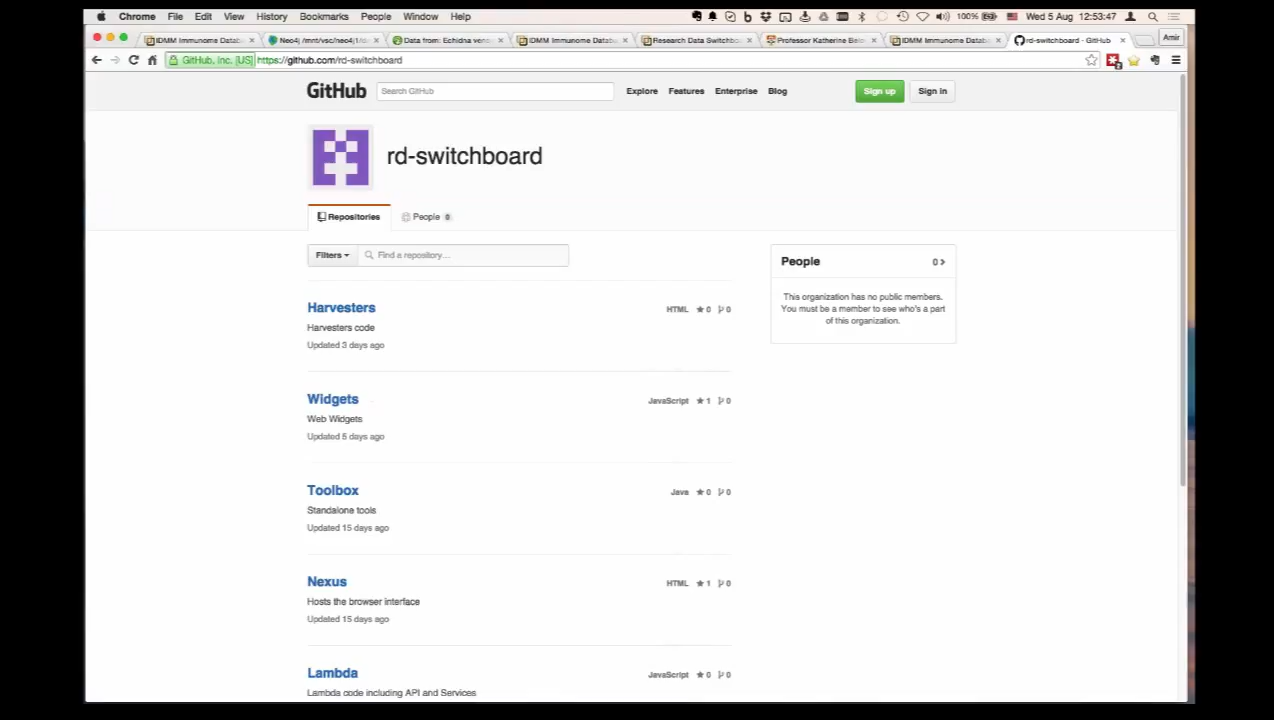 Chrome File Edit View History Bookmarks People Window Help 100% Wed 5 Aug 12:53:47
IDMM Immunome Datab Neo4j /mnt/vsc/neo4j1/ Data from: Echidna ven IDMM Immunome Datab Research Data Switchbo Professor Katherine Bel IDMM Immunome Datab rd-switchboard · GitHub Amir
GitHub, Inc. [US] https://github.com/rd-switchboard
GitHub Search GitHub Explore Features Enterprise Blog Sign up Sign in
rd-switchboard
Repositories People 0
Filters Find a repository...
People 0
This organization has no public members.
You must be a member to see who's a part
of this organization.
Harvesters HTML 0 0
Harvesters code
Updated 3 days ago
Widgets JavaScript 1 0
Web Widgets
Updated 5 days ago
Toolbox Java 0 0
Standalone tools
Updated 15 days ago
Nexus HTML 1 0
Hosts the browser interface
Updated 15 days ago
Lambda JavaScript 0 0
Lambda code including API and Services